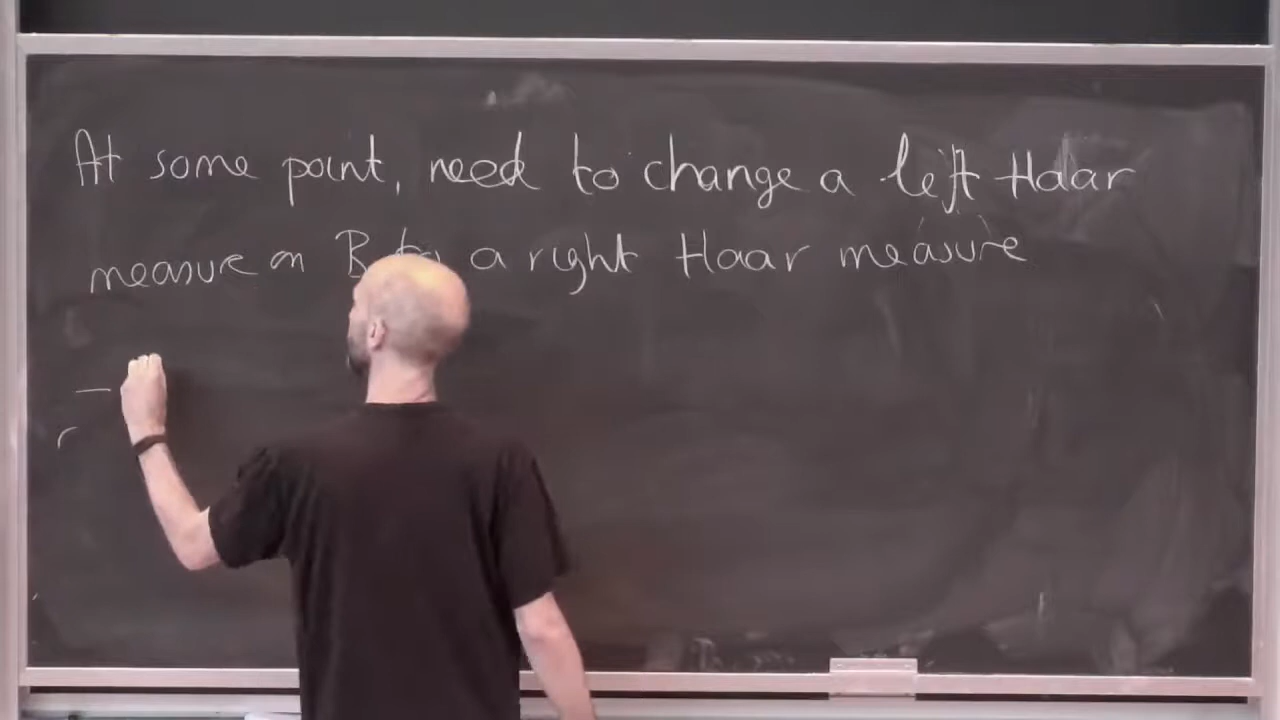 At some point, need to change a left Haar
measure on B to a right Haar measure